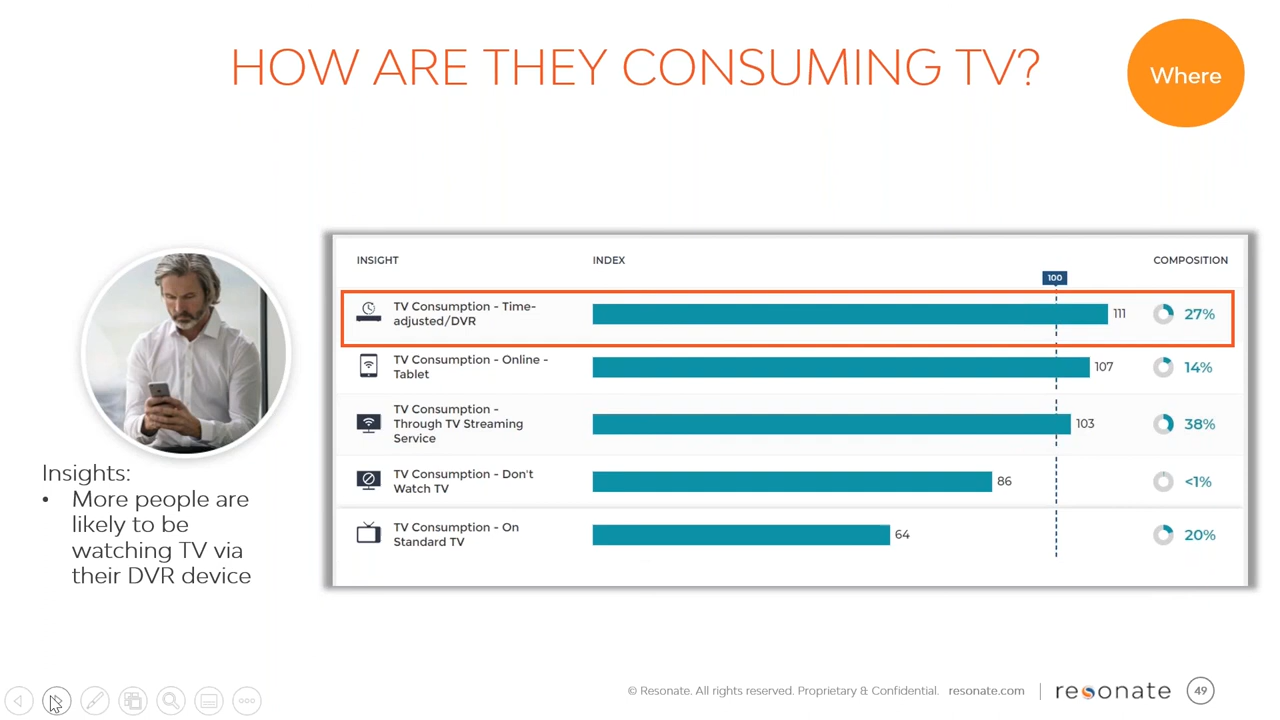 HOW ARE THEY CONSUMING TV?
Where
INSIGHT INDEX COMPOSITION
100
TV Consumption - Time-
adjusted/DVR
111
27%
TV Consumption - Online -
Tablet
107
14%
TV Consumption -
Through TV Streaming
Service
103
38%
TV Consumption - Don't
Watch TV
86
<1%
TV Consumption - On
Standard TV
64
20%
Insights:
• More people are
likely to be
watching TV via
their DVR device
© Resonate. All rights reserved. Proprietary & Confidential. resonate.com | resonate 49